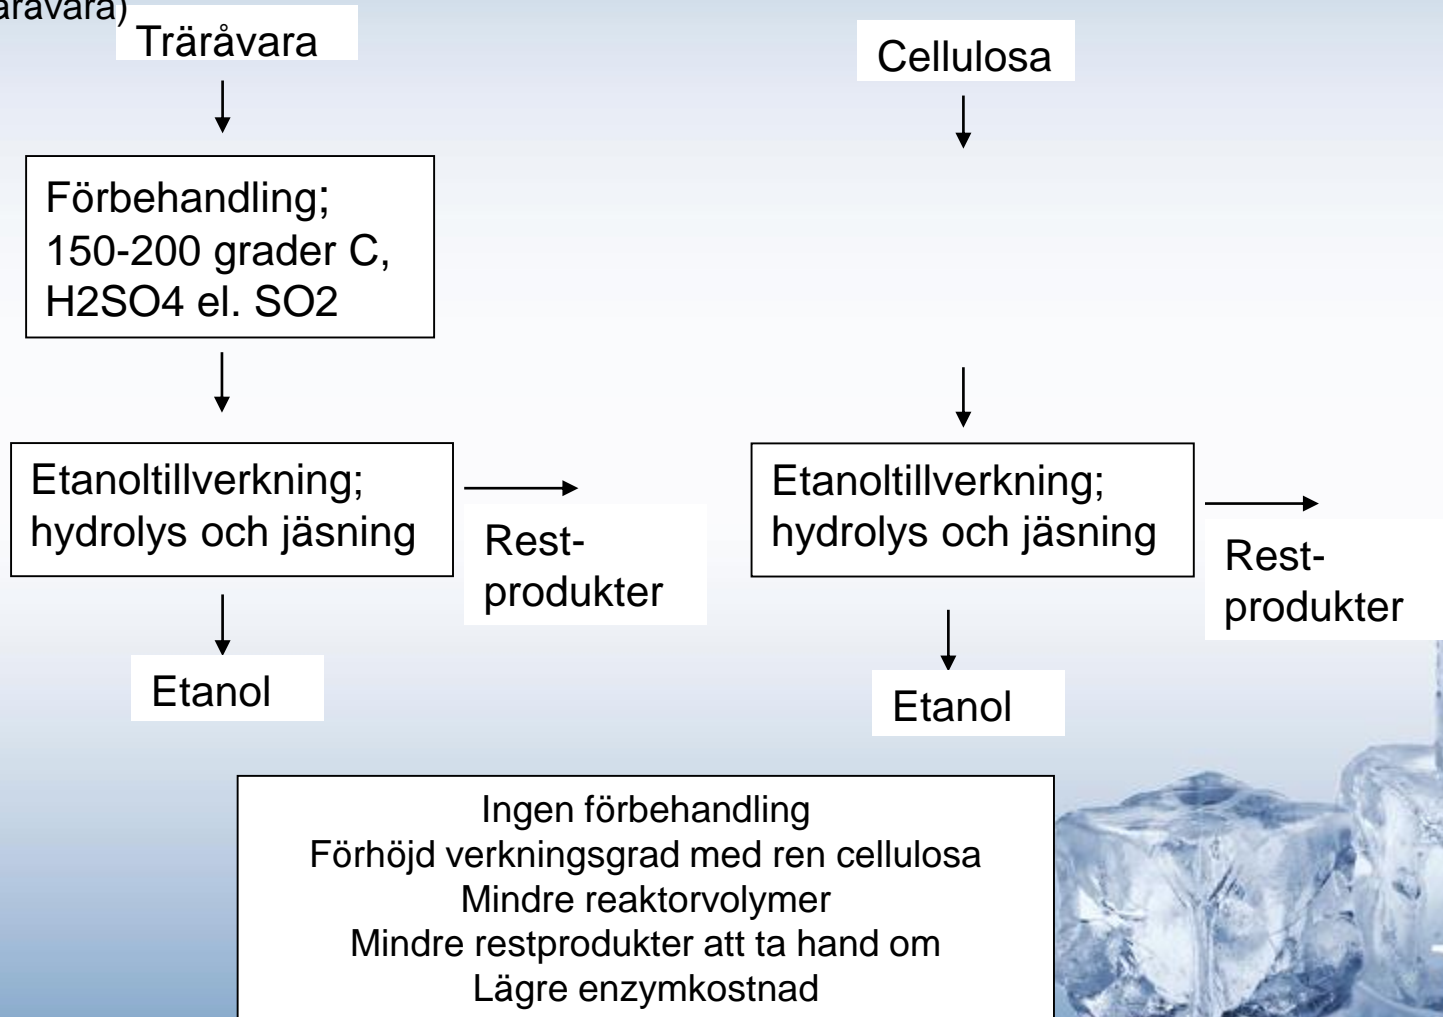 Träråvara
Cellulosa
Förbehandling;
150-200 grader C,
H2SO4 el. SO2
Etanoltillverkning;
hydrolys och jäsning
Rest-
produkter
Etanol
Etanoltillverkning;
hydrolys och jäsning
Rest-
produkter
Etanol
Ingen förbehandling
Förhöjd verkningsgrad med ren cellulosa
Mindre reaktorvolymer
Mindre restprodukter att ta hand om
Lägre enzymkostnad